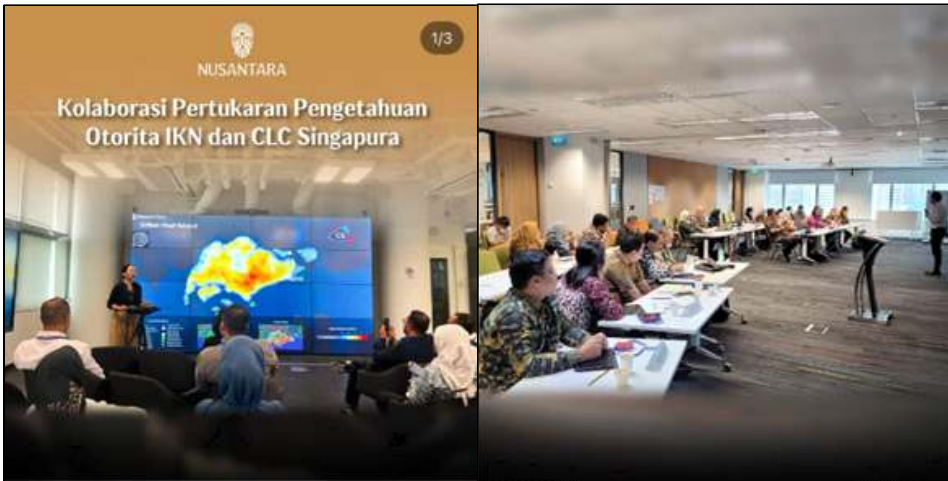 1/3
NUSANTARA
Kolaborasi Pertukaran Pengetahuan
Otorita IKN dan CLC Singapura